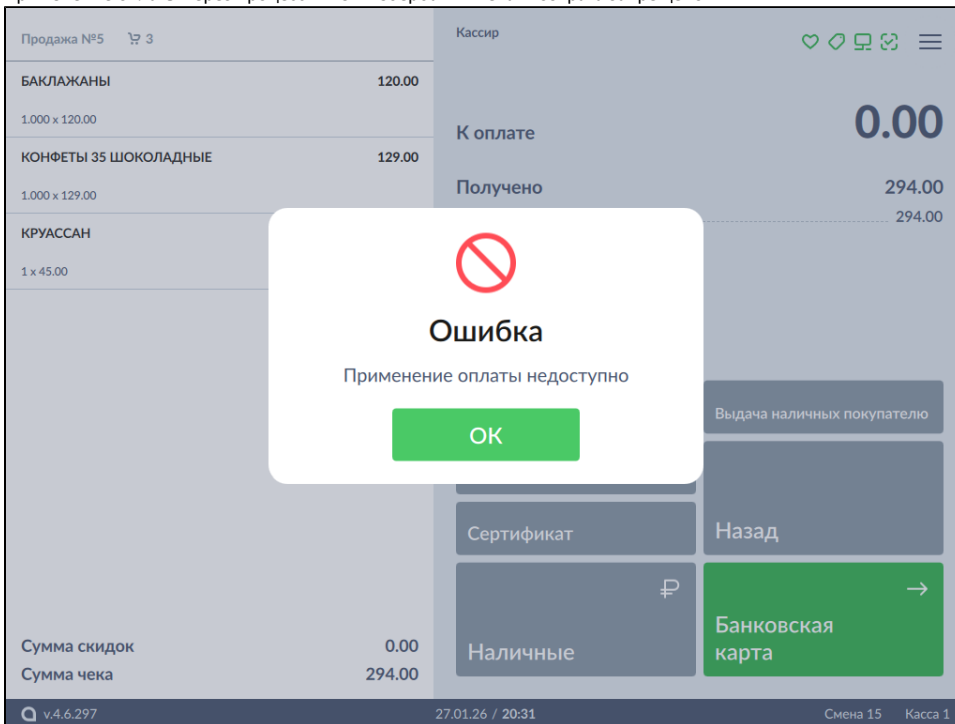 Продажа №5 3
Кассир
БАКЛАЖАНЫ 120.00
1.000 x 120.00
К оплате 0.00
КОНФЕТЫ 35 ШОКОЛАДНЫЕ 129.00
1.000 x 129.00
Получено 294.00
294.00
КРУАССАН
1 x 45.00
Ошибка
Применение оплаты недоступно
ОК
Выдача наличных покупателю
Сертификат
Назад
₽
Наличные
Банковская
карта
Сумма скидок 0.00
Сумма чека 294.00
v.4.6.297
27.01.26 / 20:31
Смена 15 Касса 1